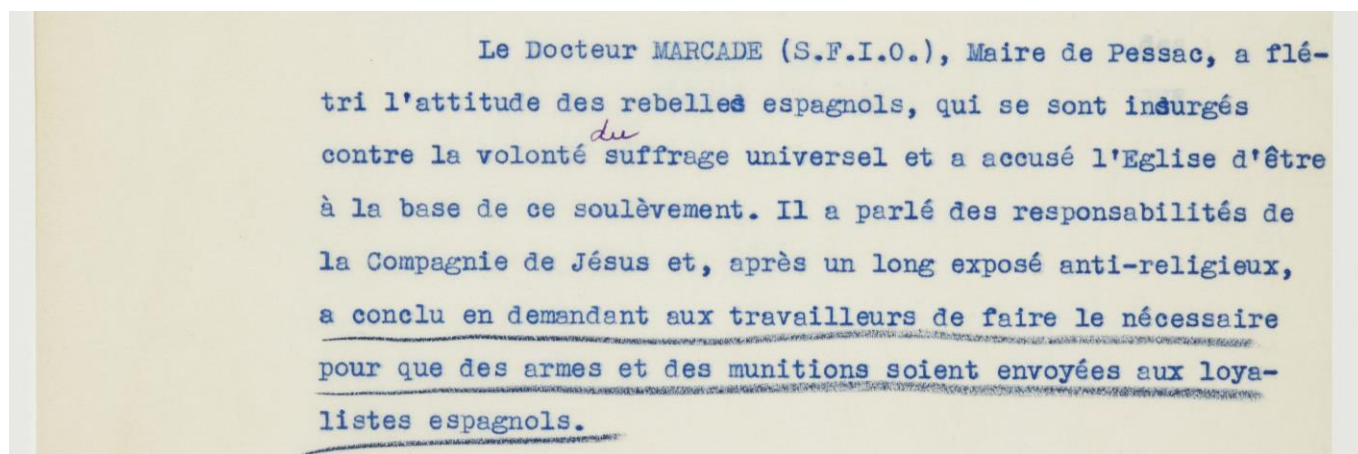 Le Docteur MARCADE (S.F.I.O.), Maire de Pessac, a flé-
tri l'attitude des rebelles espagnols, qui se sont insurgés
contre la volonté du suffrage universel et a accusé l'Eglise d'être
à la base de ce soulèvement. Il a parlé des responsabilités de
la Compagnie de Jésus et, après un long exposé anti-religieux,
a conclu en demandant aux travailleurs de faire le nécessaire
pour que des armes et des munitions soient envoyées aux loya-
listes espagnols.